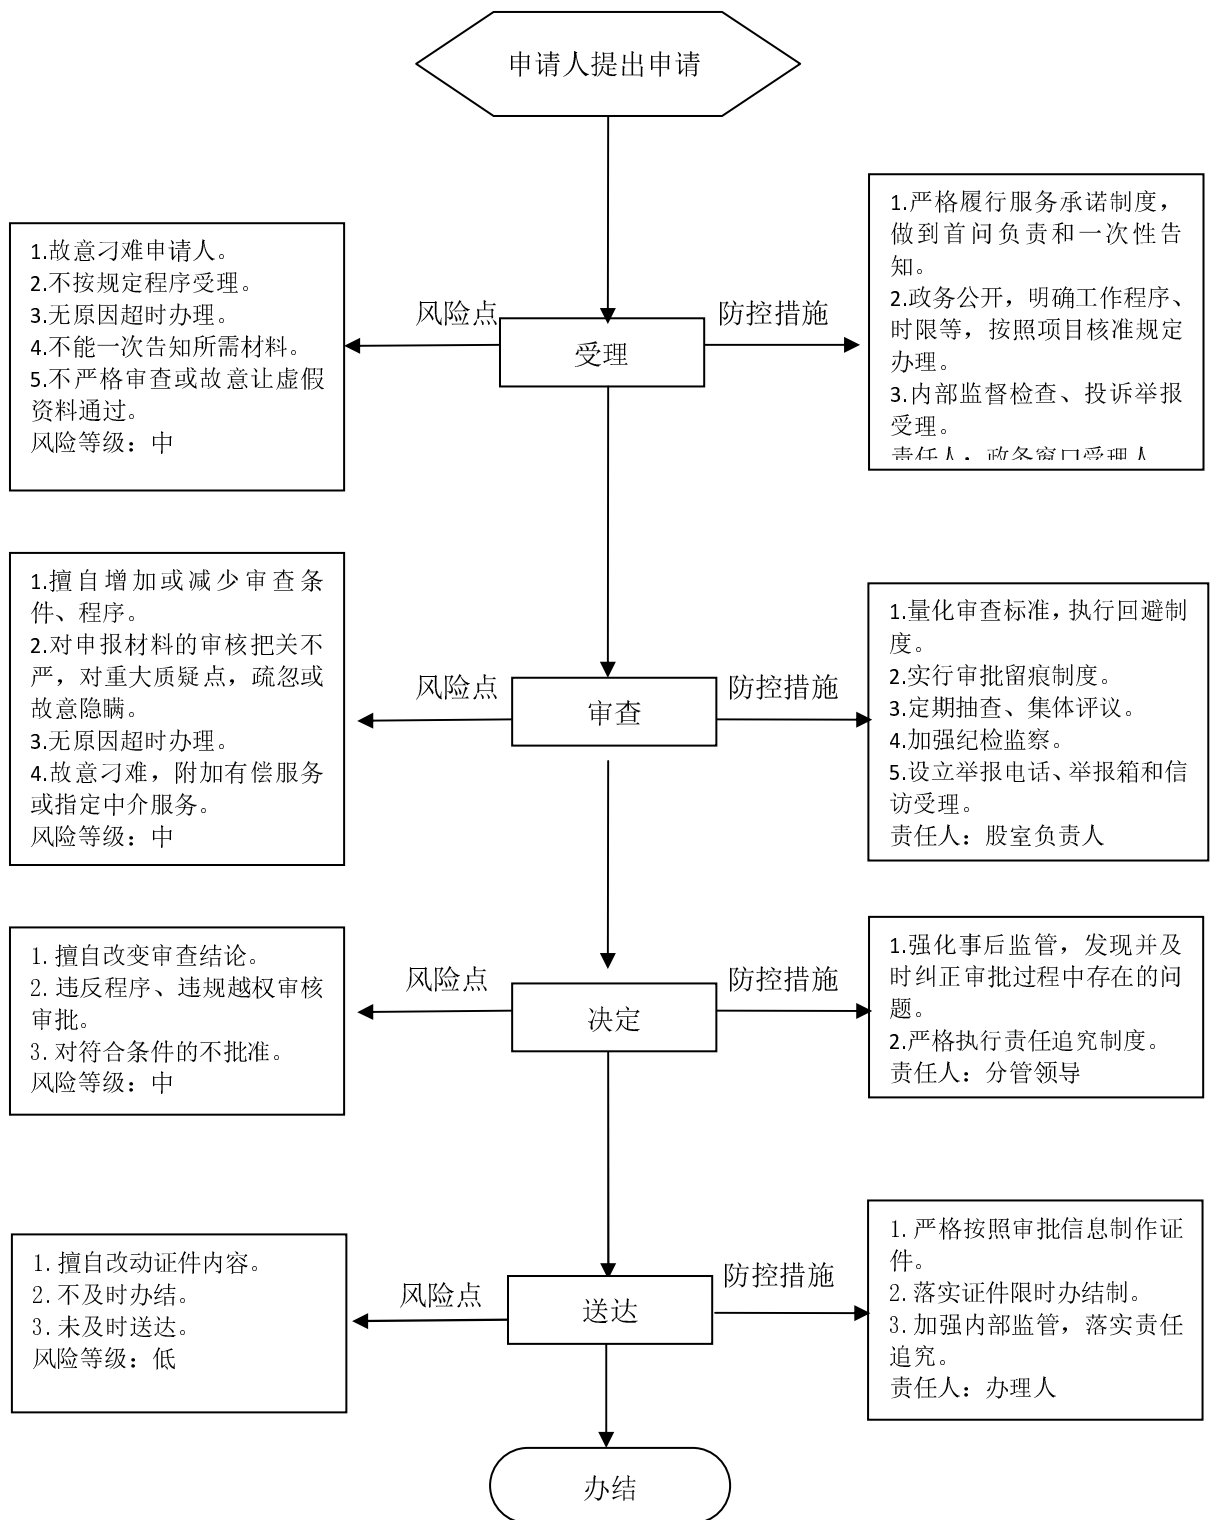 申请人提出申请
1.严格履行服务承诺制度，
做到首问负责和一次性告
知。
2.政务公开，明确工作程序、
时限等，按照项目核准规定
办理。
3.内部监督检查、投诉举报
受理。
责任人：政务窗口受理人
1.故意刁难申请人。
2.不按规定程序受理。
3.无原因超时办理。
4.不能一次告知所需材料。
5.不严格审查或故意让虚假
资料通过。
风险等级：中
风险点
受理
防控措施
1.擅自增加或减少审查条
件、程序。
2.对申报材料的审核把关不
严，对重大质疑点，疏忽或
故意隐瞒。
3.无原因超时办理。
4.故意刁难，附加有偿服务
或指定中介服务。
风险等级：中
风险点
审查
防控措施
1.量化审查标准，执行回避制
度。
2.实行审批留痕制度。
3.定期抽查、集体评议。
4.加强纪检监察。
5.设立举报电话、举报箱和信
访受理。
责任人：股室负责人
1. 擅自改变审查结论。
2. 违反程序、违规越权审核
审批。
3. 对符合条件的不批准。
风险等级：中
风险点
决定
防控措施
1.强化事后监管，发现并及
时纠正审批过程中存在的问
题。
2.严格执行责任追究制度。
责任人：分管领导
1. 擅自改动证件内容。
2. 不及时办结。
3. 未及时送达。
风险等级：低
风险点
送达
防控措施
1. 严格按照审批信息制作证
件。
2. 落实证件限时办结制。
3. 加强内部监管，落实责任
追究。
责任人：办理人
办结